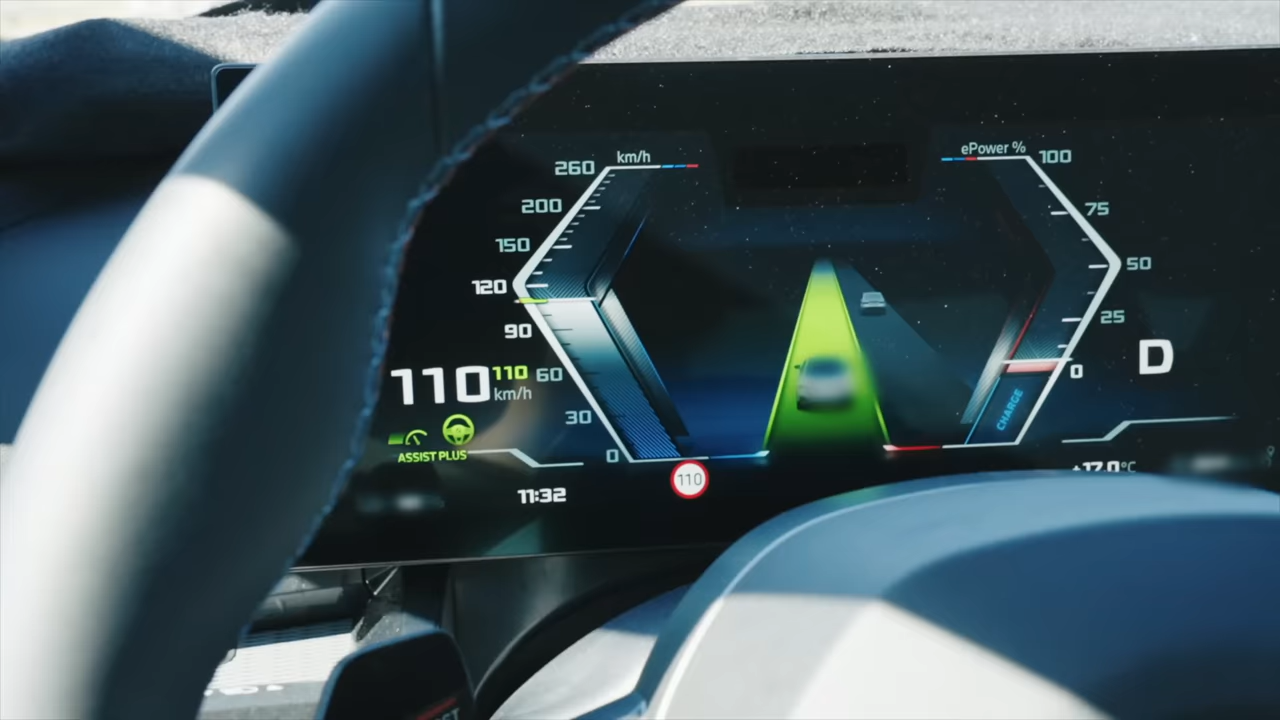 km/h
260
200
150
120
90
60
30
0
110 110
km/h
ASSIST PLUS
11:32
110
ePower %
100
75
50
25
0
CHARGE
D
+17.0°C